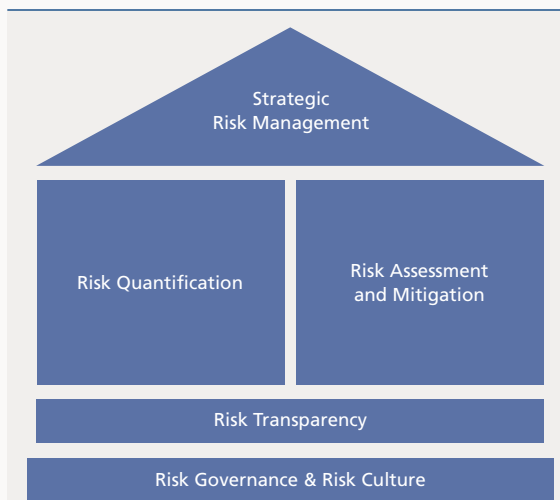 Strategic
Risk Management
Risk Quantification
Risk Assessment
and Mitigation
Risk Transparency
Risk Governance & Risk Culture